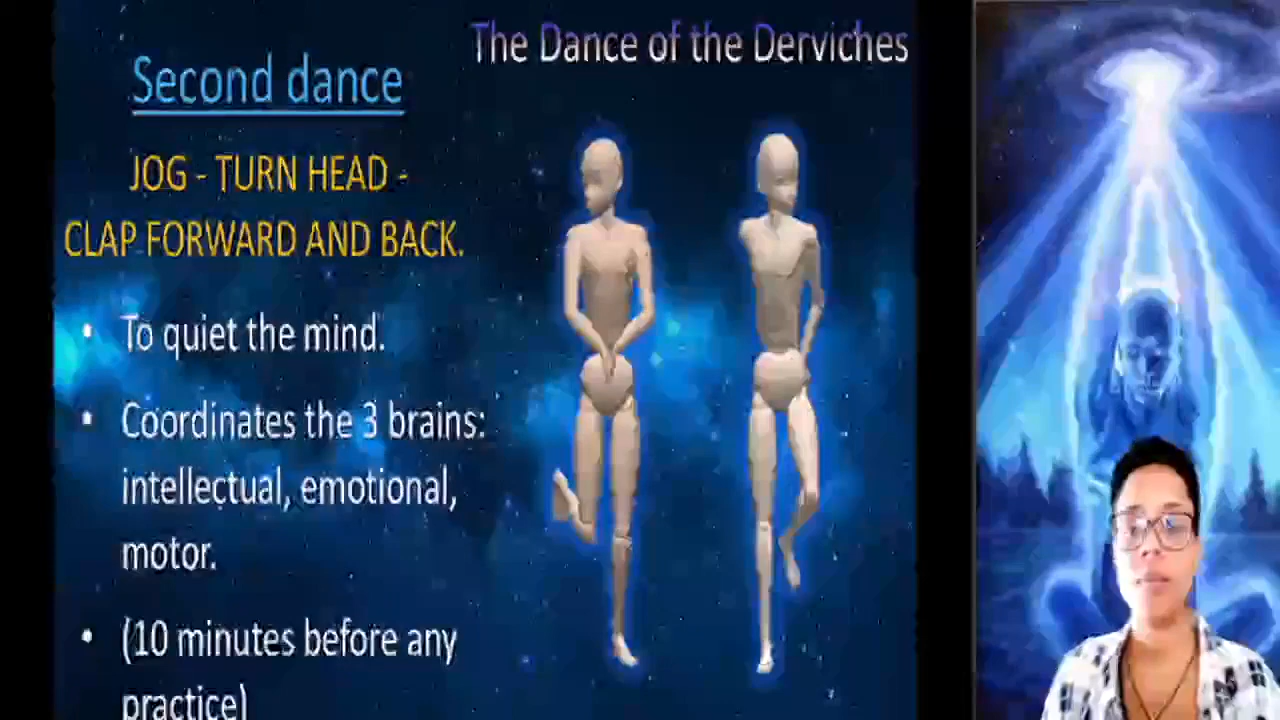 The Dance of the Derviches
Second dance
JOG - TURN HEAD -
CLAP FORWARD AND BACK.
• To quiet the mind.
• Coordinates the 3 brains:
intellectual, emotional,
motor.
• (10 minutes before any
practice)